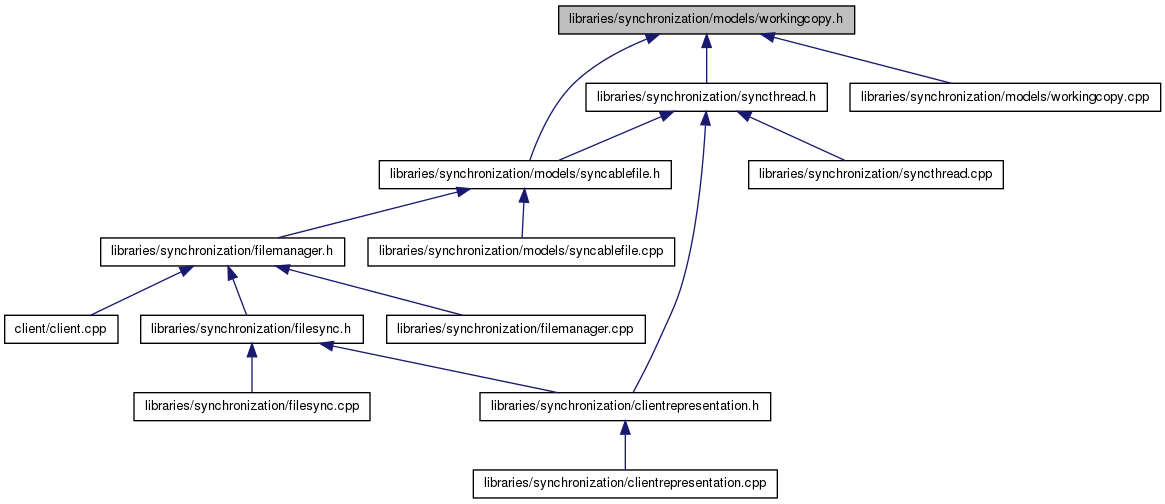 libraries/synchronization/models/workingcopy.h
libraries/synchronization/syncthread.h
libraries/synchronization/models/workingcopy.cpp
libraries/synchronization/models/syncablefile.h
libraries/synchronization/syncthread.cpp
libraries/synchronization/filemanager.h
libraries/synchronization/models/syncablefile.cpp
client/client.cpp
libraries/synchronization/filesync.h
libraries/synchronization/filemanager.cpp
libraries/synchronization/filesync.cpp
libraries/synchronization/clientrepresentation.h
libraries/synchronization/clientrepresentation.cpp